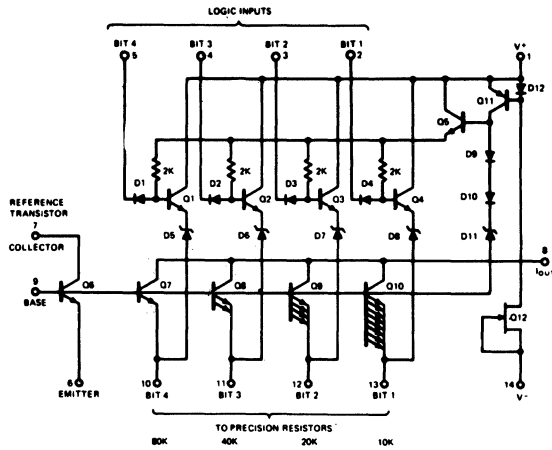 LOGIC INPUTS
BIT 4 BIT 3 BIT 2 BIT 1 V+
5 4 3 2 1
D12
Q11
Q5
D9
2K 2K 2K 2K
D1 D2 D3 D4 D10
Q1 Q2 Q3 Q4
REFERENCE
TRANSISTOR
COLLECTOR
7
D5 D6 D7 D8 D11
8
IOUT
9
BASE
Q6 Q7 Q8 Q9 Q10
Q12
6 10 11 12 13 14
EMITTER BIT 4 BIT 3 BIT 2 BIT 1 V-
TO PRECISION RESISTORS
80K 40K 20K 10K